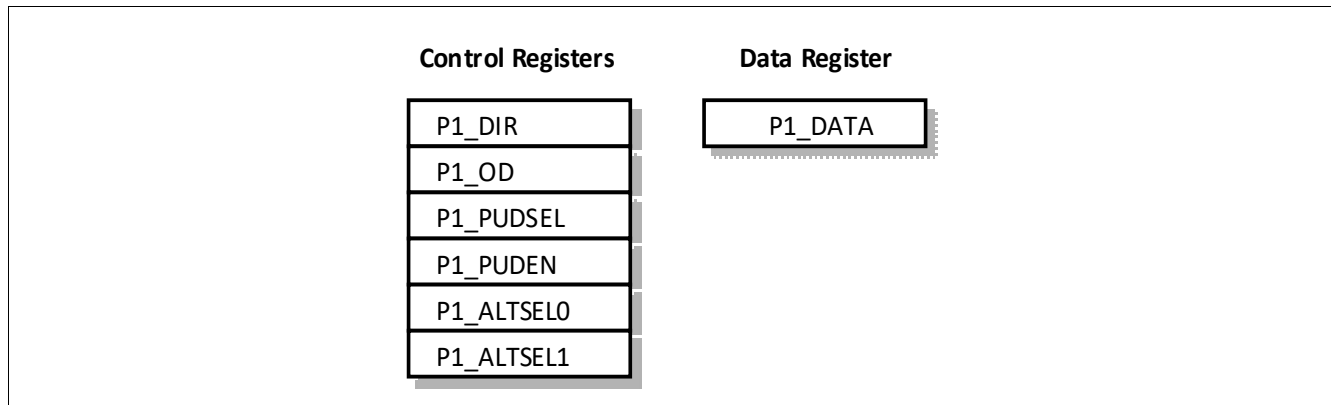 Control Registers
Data Register
P1_DIR
P1_DATA
P1_OD
P1_PUDSEL
P1_PUDEN
P1_ALTSEL0
P1_ALTSEL1